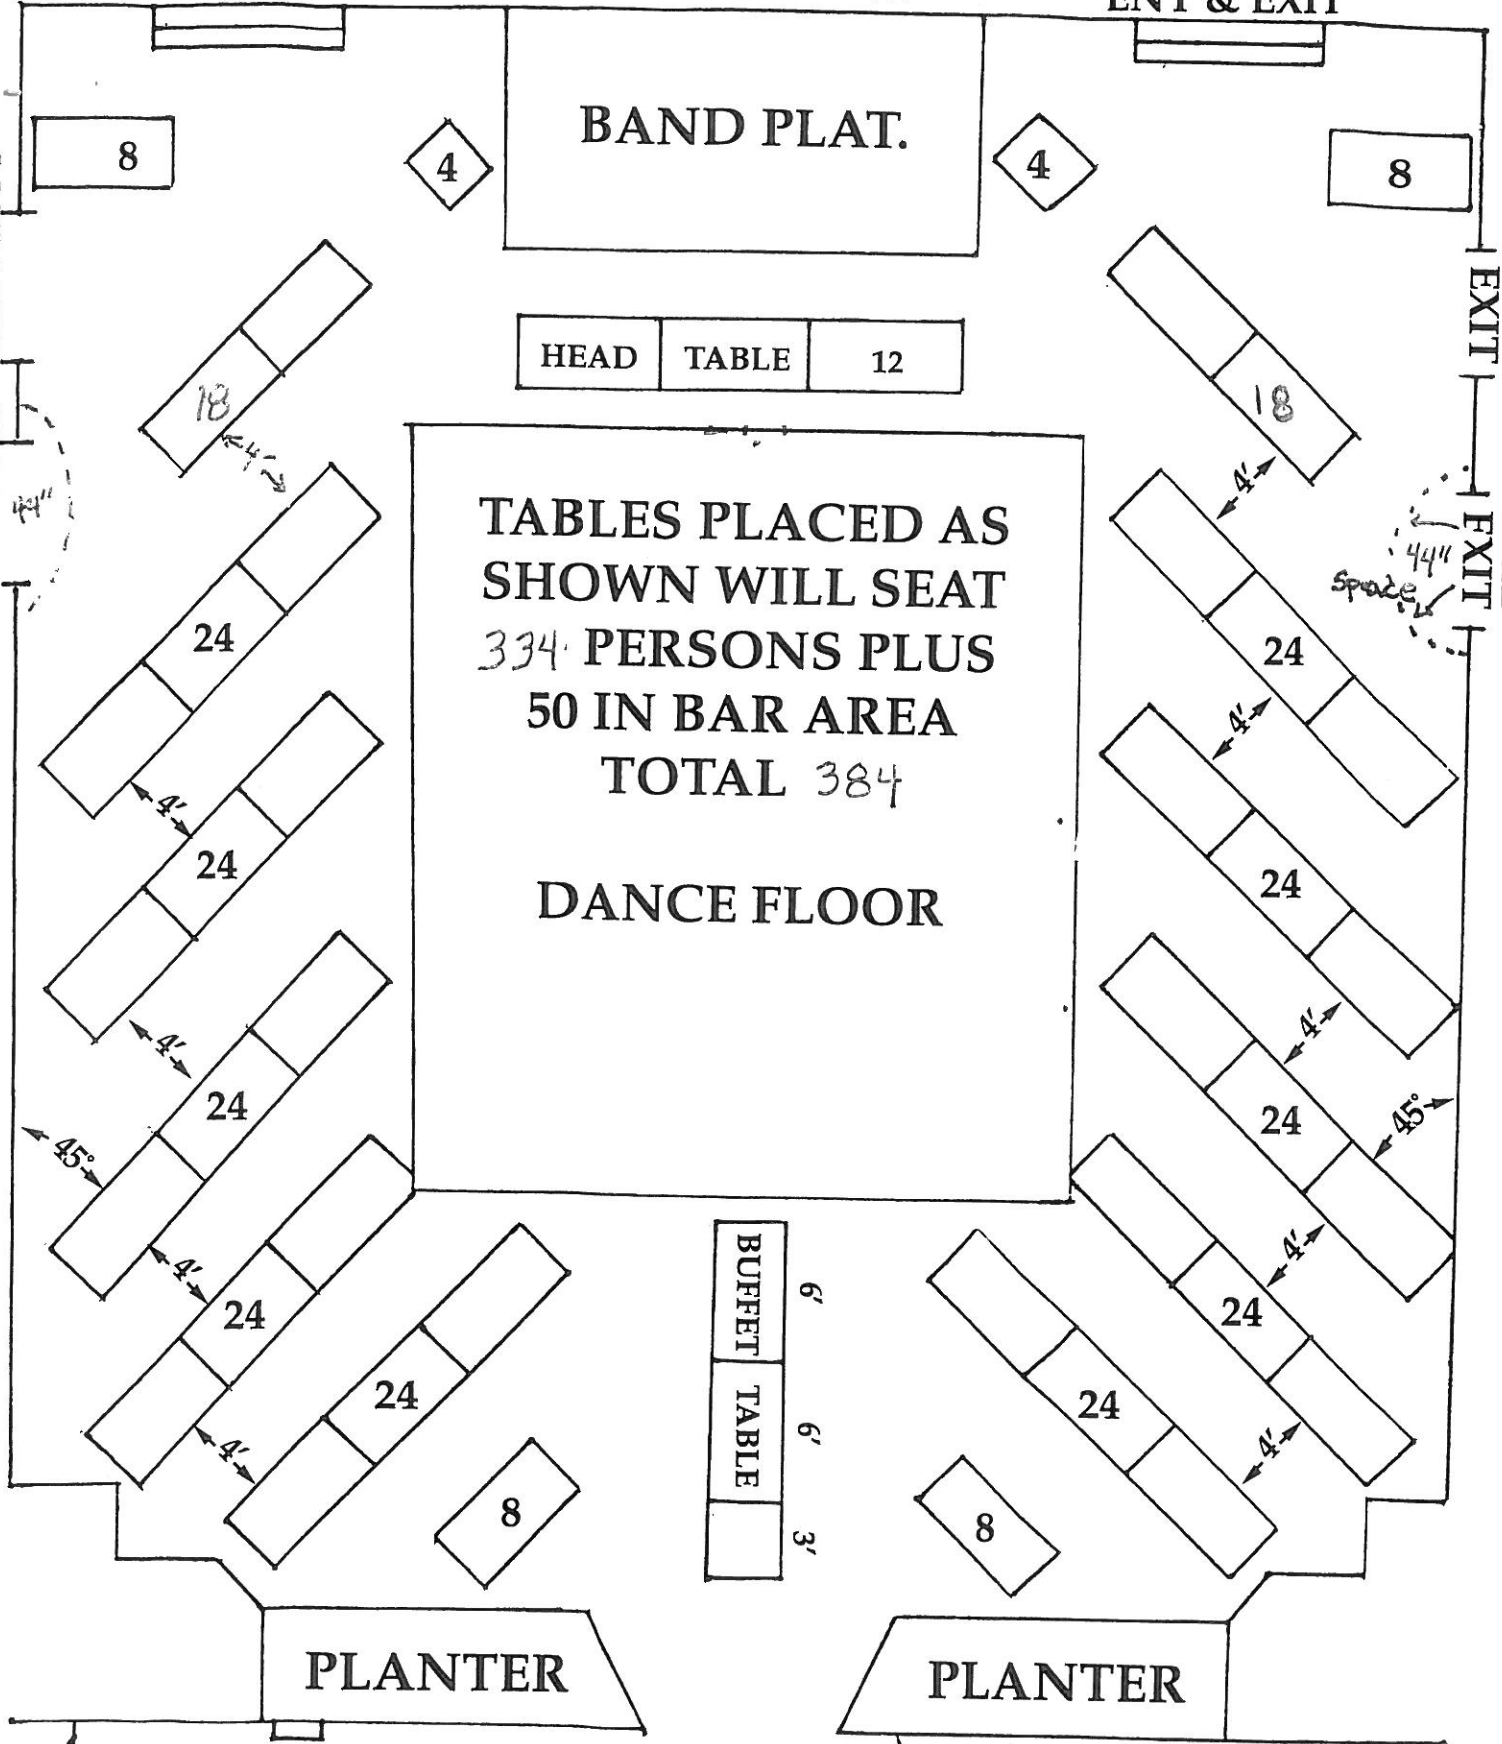 ENT & EXIT
BAND PLAT.
8
4
4
8
EXIT
HEAD TABLE 12
18
18
4'
4'
44"
EXIT
44"
Space
TABLES PLACED AS
SHOWN WILL SEAT
334 PERSONS PLUS
50 IN BAR AREA
TOTAL 384
DANCE FLOOR
24
24
4'
4'
24
24
4'
4'
24
24
45°
45°
4'
4'
24
24
4'
4'
24
24
BUFFET TABLE
6'
6'
3'
8
8
PLANTER
PLANTER